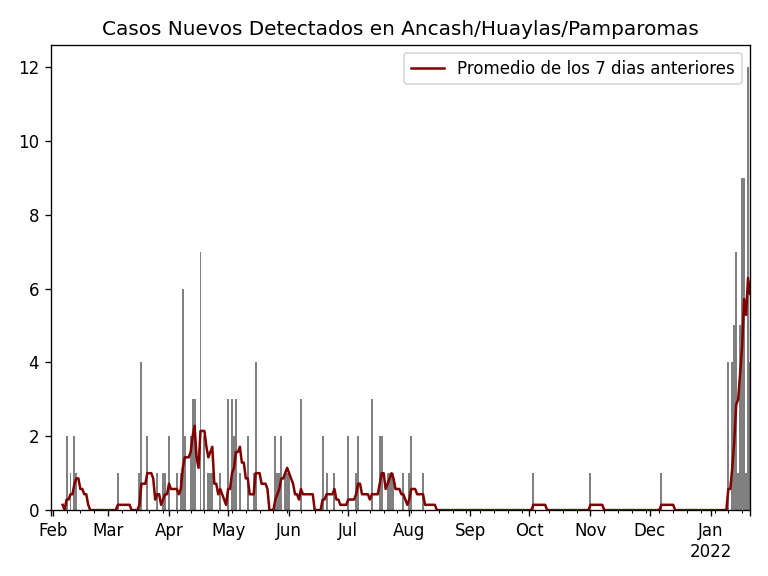 Casos Nuevos Detectados en Ancash/Huaylas/Pamparomas
Promedio de los 7 dias anteriores
12
10
8
6
4
2
0
Feb Mar Apr May Jun Jul Aug Sep Oct Nov Dec Jan
2022